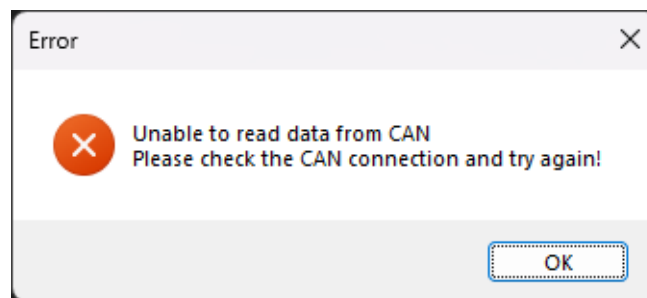 Error
Unable to read data from CAN
Please check the CAN connection and try again!
OK